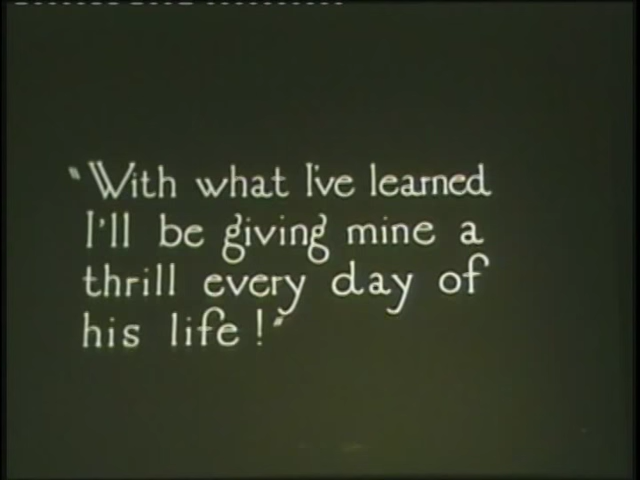 "With what I've learned
I'll be giving mine a
thrill every day of
his life!"